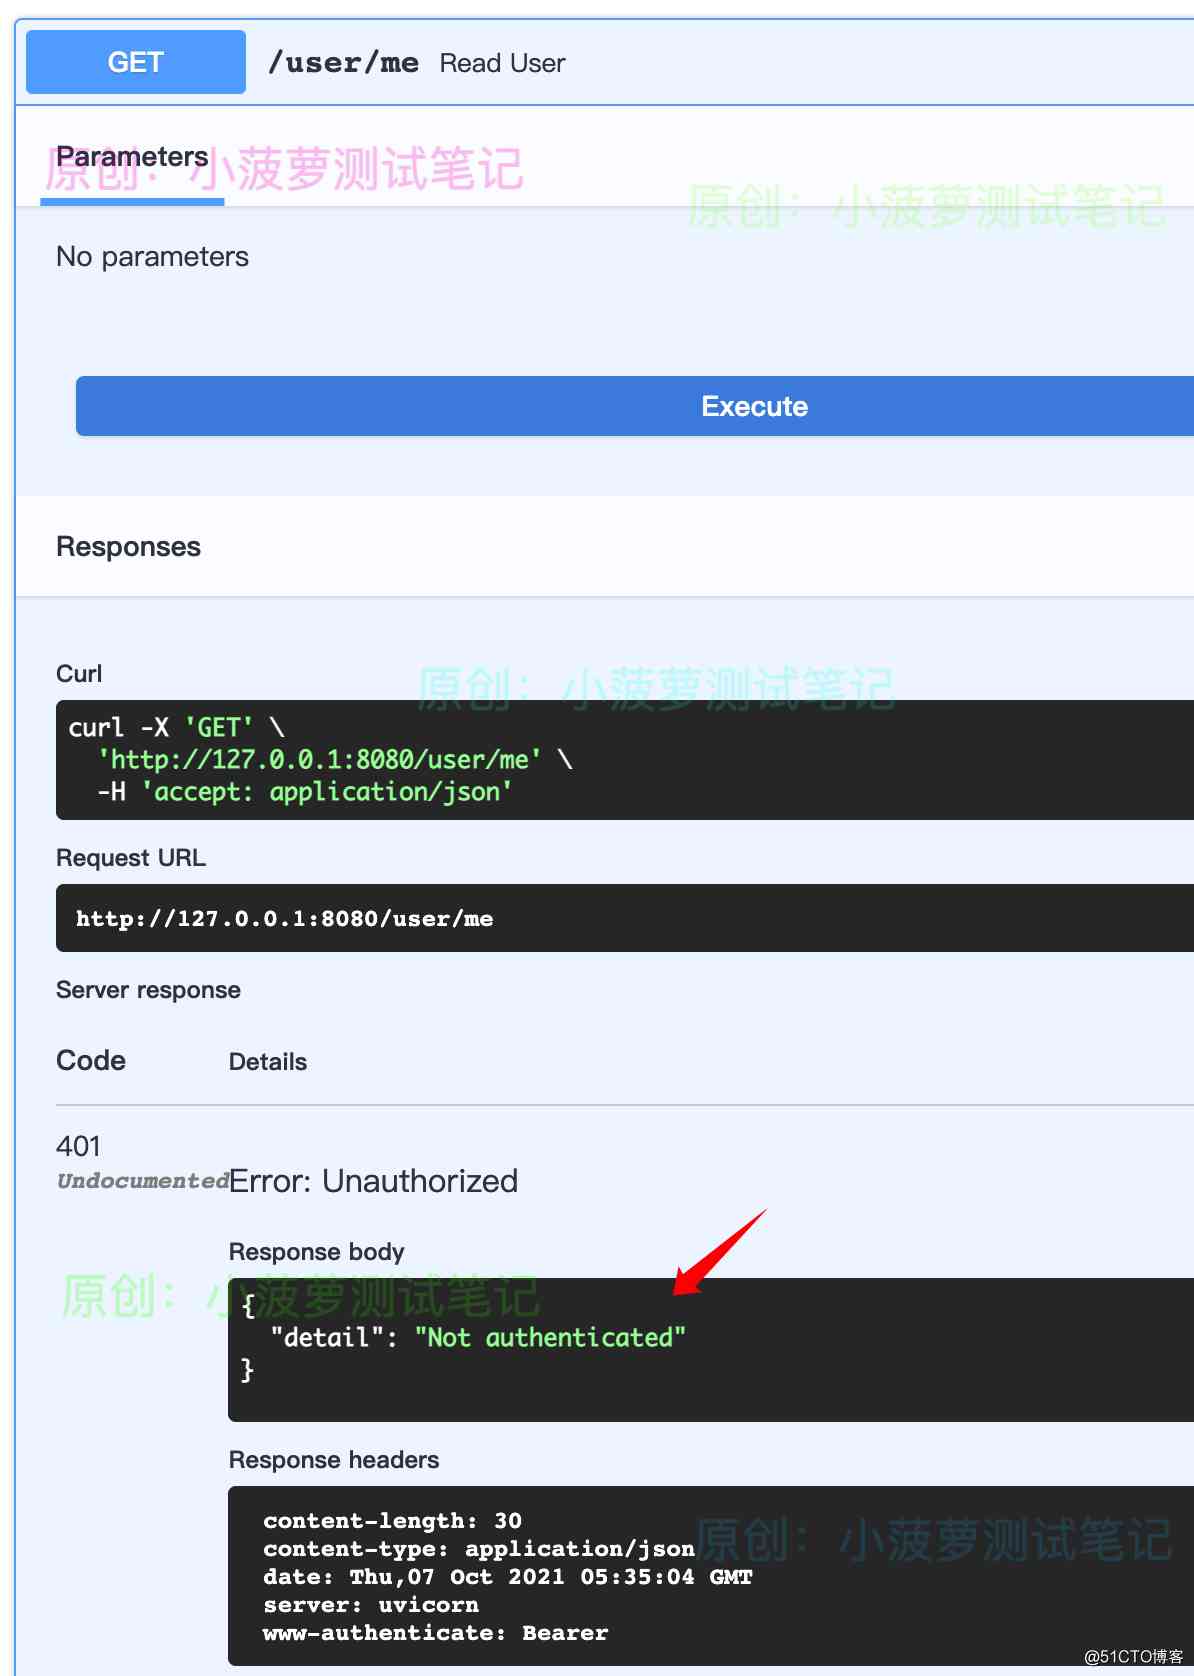 GET /user/me Read User
Parameters
原创：小菠萝测试笔记
原创：小菠萝测试笔记
No parameters
Execute
Responses
Curl
原创：小菠萝测试笔记
curl -X 'GET' \
'http://127.0.0.1:8080/user/me' \
-H 'accept: application/json'
Request URL
http://127.0.0.1:8080/user/me
Server response
Code Details
401
Undocumented Error: Unauthorized
Response body
原创：小菠萝测试笔记
{
"detail": "Not authenticated"
}
Response headers
content-length: 30
原创：小菠萝测试笔记
content-type: application/json
date: Thu,07 Oct 2021 05:35:04 GMT
server: uvicorn
www-authenticate: Bearer
@51CTO博客